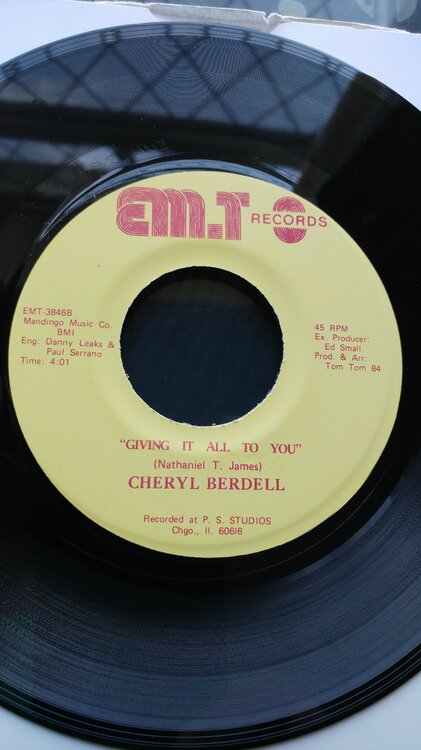 EM.T RECORDS
EMT-3846B
Mandingo Music Co.
BMI
Eng: Danny Leaks &
Paul Serrano
Time: 4:01
45 RPM
Ex. Producer:
Ed Small
Prod. & Arr:
Tom Tom 84
"GIVING IT ALL TO YOU"
(Nathaniel T. James)
CHERYL BERDELL
Recorded at P. S. STUDIOS
Chgo., Il. 60616